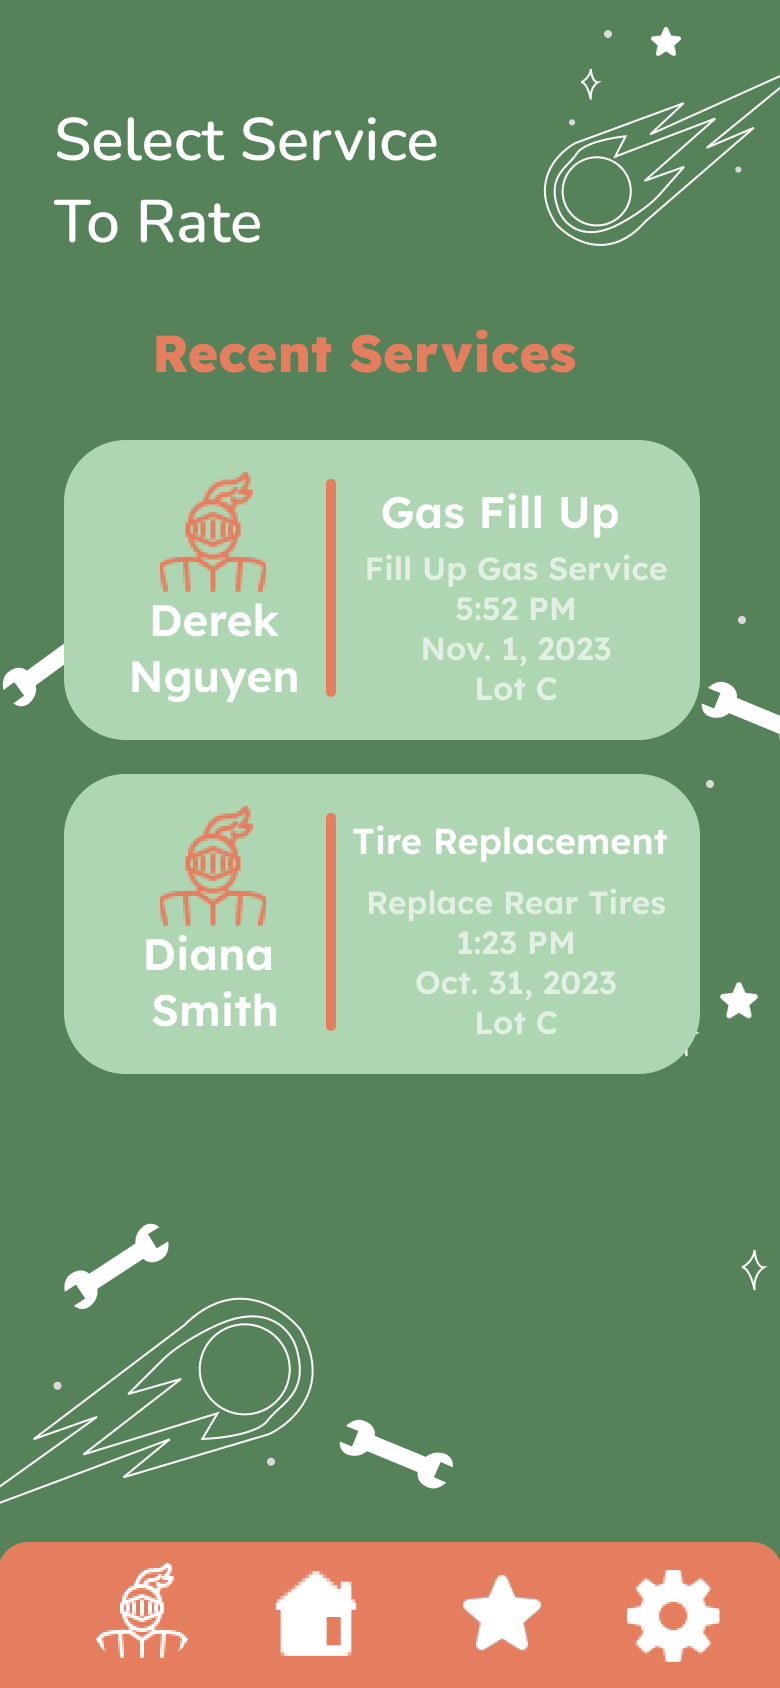 Select Service
To Rate
Recent Services
Derek
Nguyen
Gas Fill Up
Fill Up Gas Service
5:52 PM
Nov. 1, 2023
Lot C
Diana
Smith
Tire Replacement
Replace Rear Tires
1:23 PM
Oct. 31, 2023
Lot C